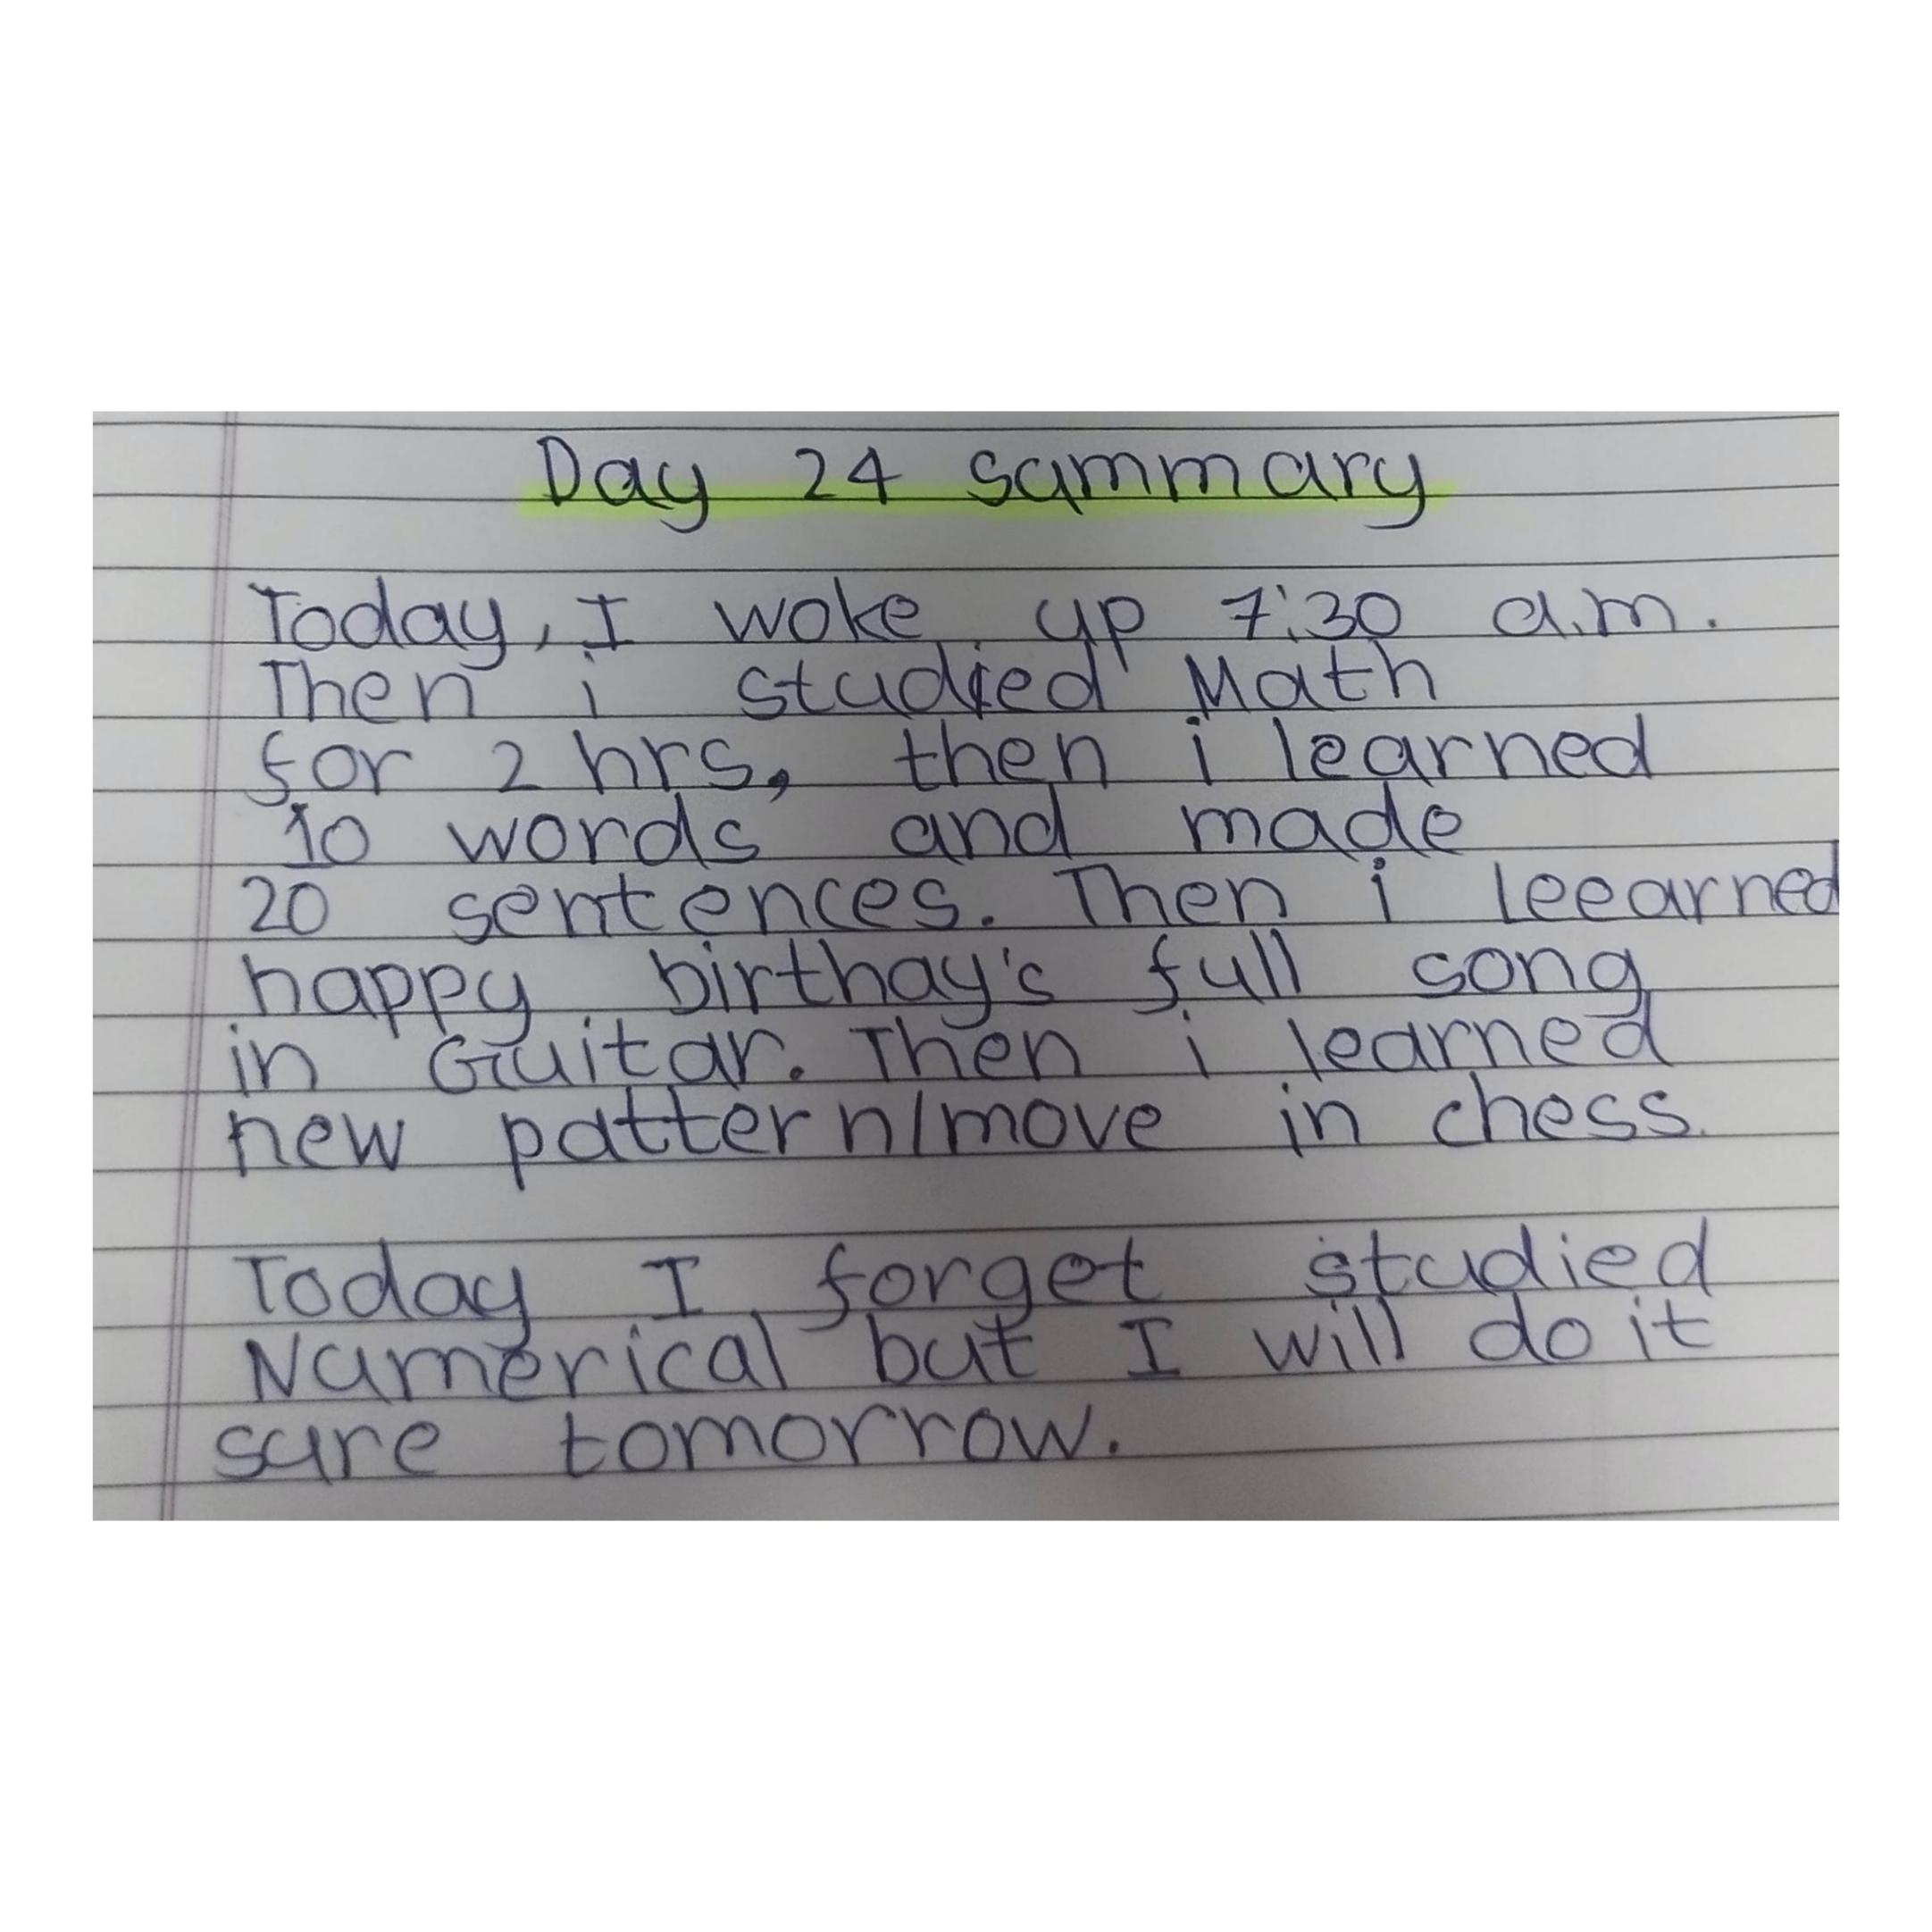 Day 24 summary
Today, I woke up 7:30 a.m.
Then i studied Math
for 2 hrs, then i learned
10 words and made
20 sentences. Then i leearned
happy birthay's full song
in Guitar. Then i learned
new pattern/move in chess.
Today I forget studied
Numerical but I will do it
sure tomorrow.